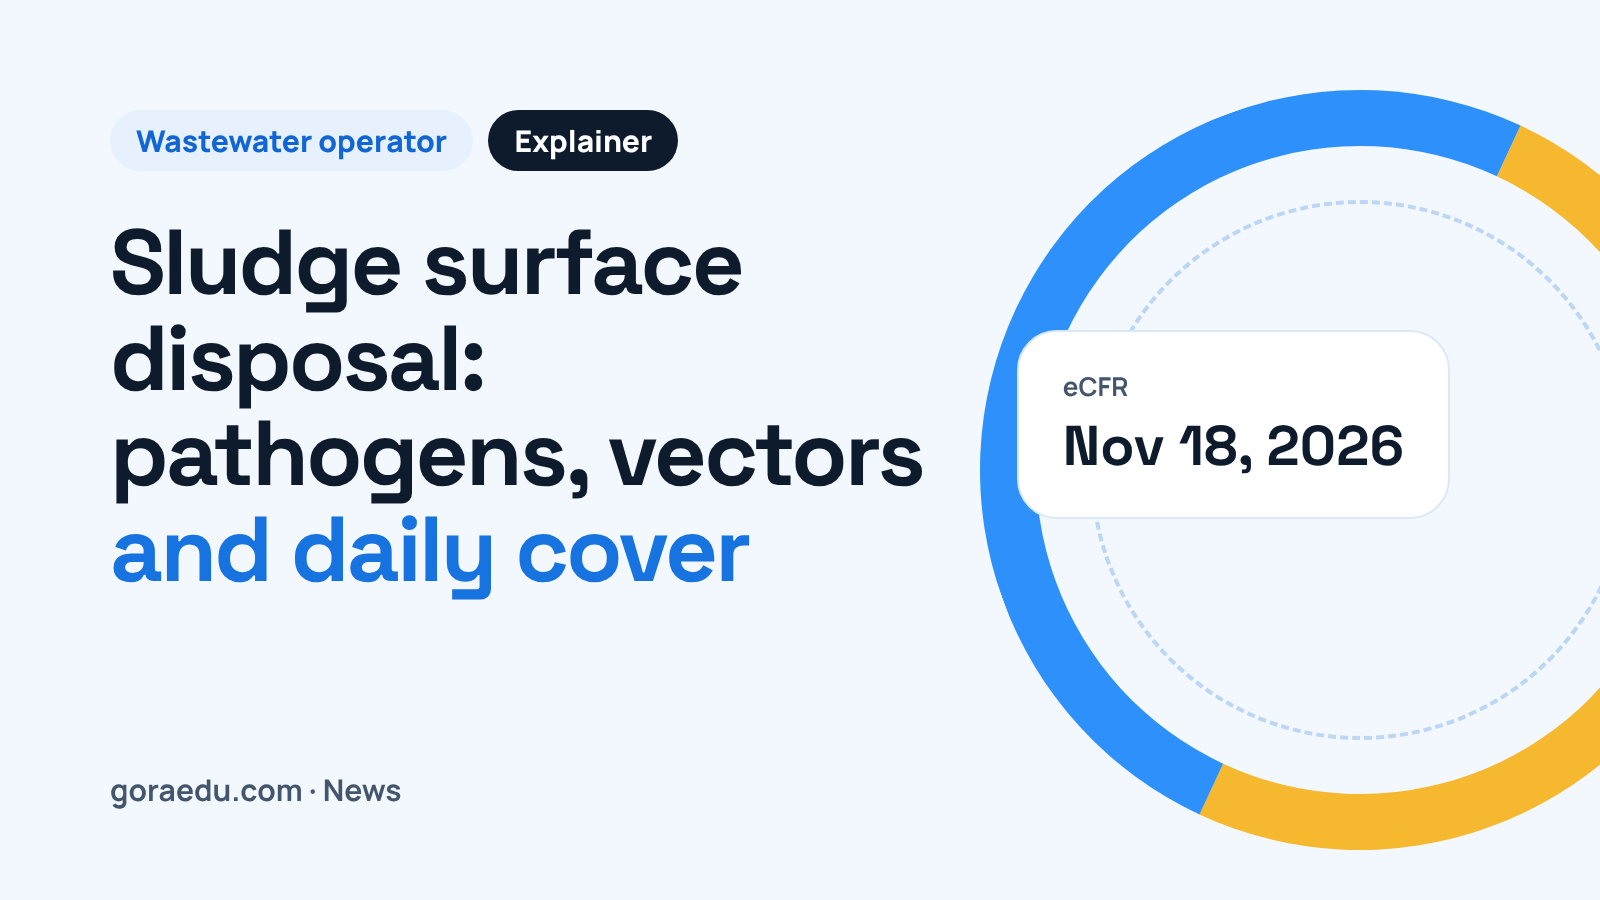 Wastewater operator
Explainer
Sludge surface
disposal:
pathogens, vectors
and daily cover
eCFR
Nov 18, 2026
goraedu.com · News